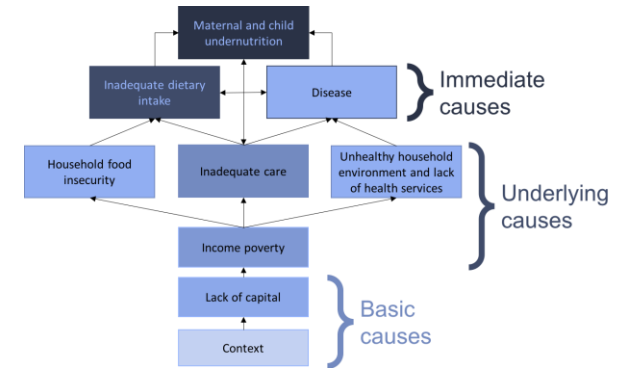 Maternal and child
undernutrition
Inadequate dietary
intake
Disease
Immediate
causes
Household food
insecurity
Inadequate care
Unhealthy household
environment and lack
of health services
Underlying
causes
Income poverty
Lack of capital
Basic
causes
Context